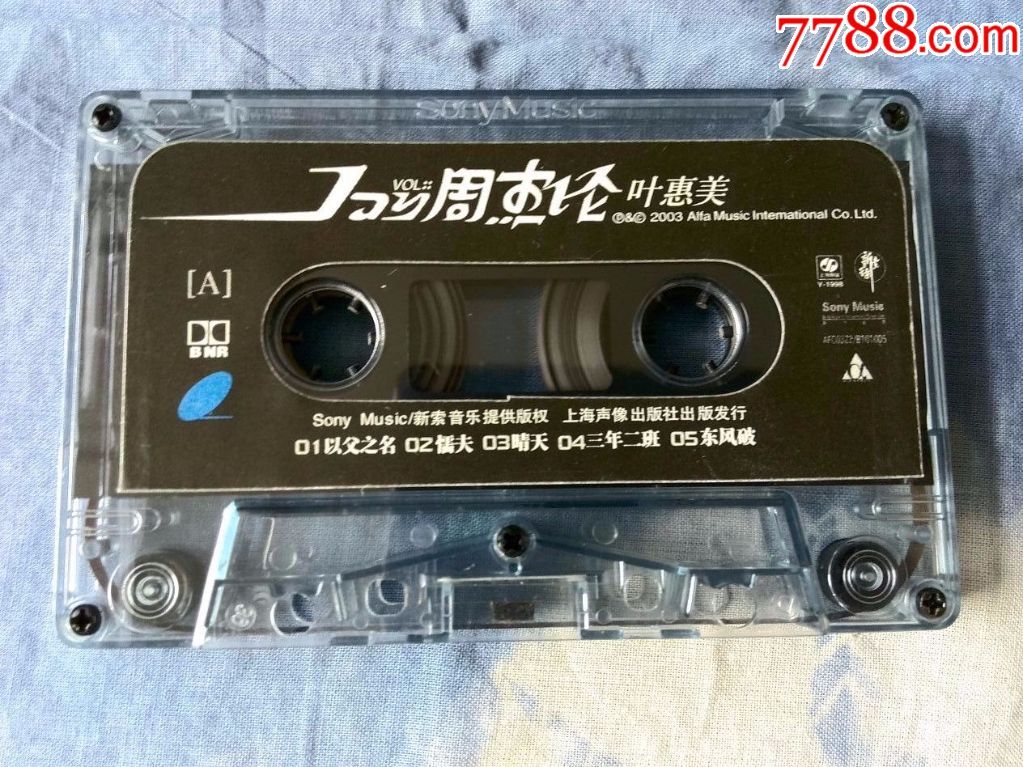 7788.com
Sony Music
Jay VOL:: 周杰伦 叶惠美
℗&© 2003 Alfa Music International Co. Ltd.
[A]
B NR
V-1998
Sony Music
Sony Music/新索音乐提供版权 上海声像出版社出版发行
01以父之名 02懦夫 03晴天 04三年二班 05东风破